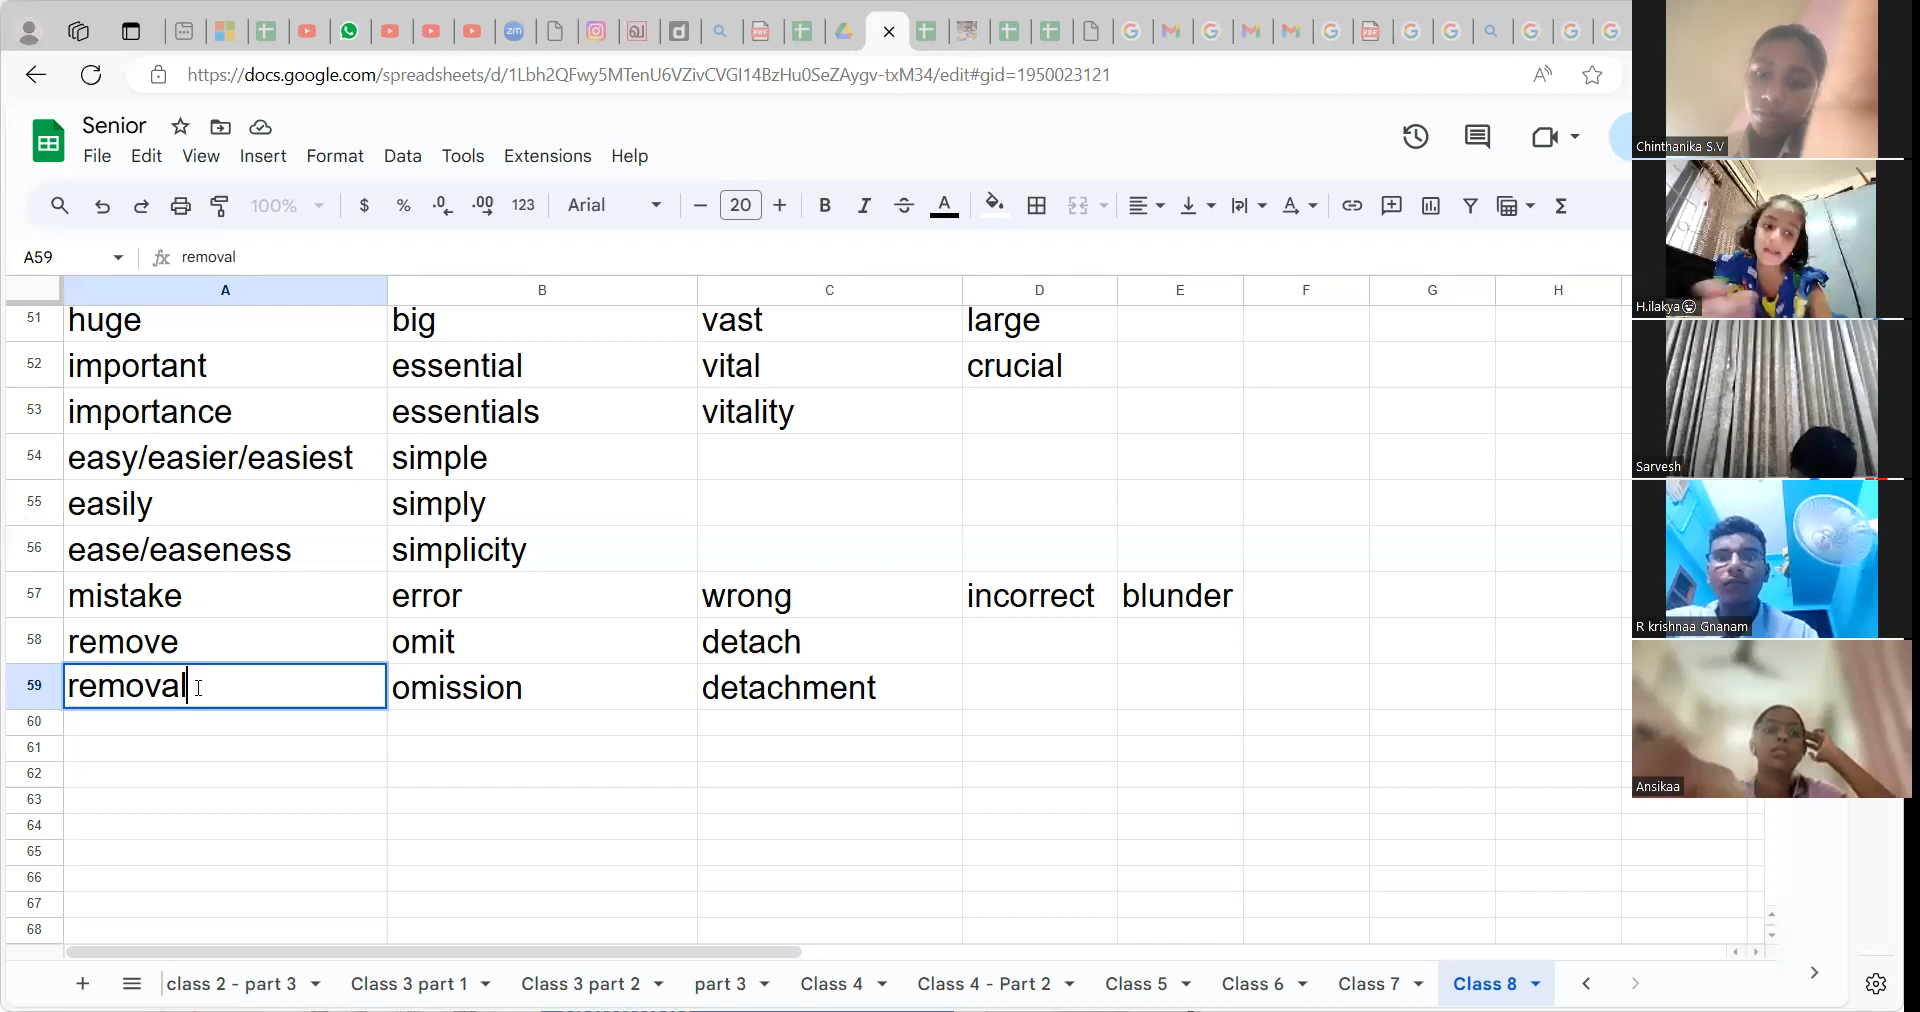 https://docs.google.com/spreadsheets/d/1Lbh2QFwy5MTenU6VZivCVGI14BzHu0SeZAygv-txM34/edit#gid=1950023121
Senior
File Edit View Insert Format Data Tools Extensions Help
100% $ % .0 .00 123 Arial 20 B I A
A59 fx removal
A B C D E F G H
51 huge big vast large
52 important essential vital crucial
53 importance essentials vitality
54 easy/easier/easiest simple
55 easily simply
56 ease/easeness simplicity
57 mistake error wrong incorrect blunder
58 remove omit detach
59 removal omission detachment
60
61
62
63
64
65
66
67
68
class 2 - part 3 Class 3 part 1 Class 3 part 2 part 3 Class 4 Class 4 - Part 2 Class 5 Class 6 Class 7 Class 8
Chinthanika S.V
H.ilakya
Sarvesh
R krishnaa Gnanam
Ansikaa